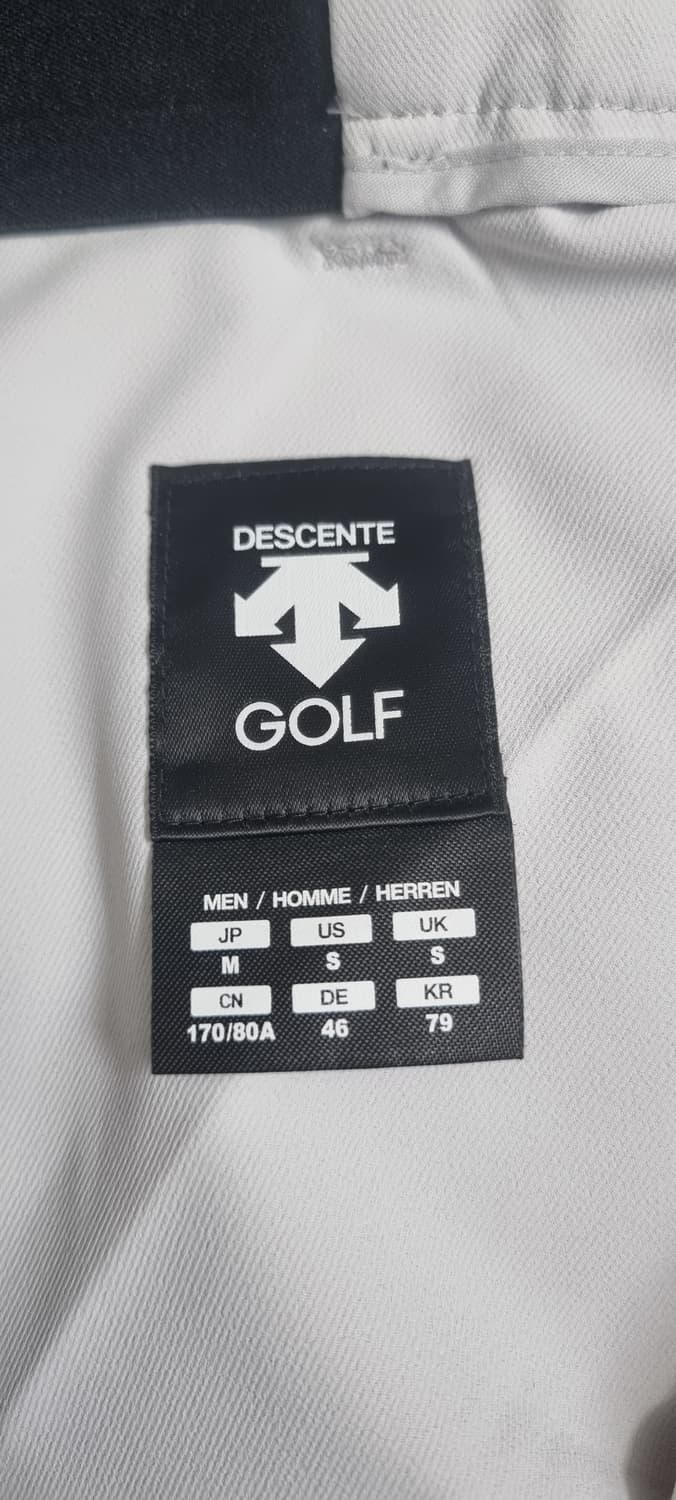 DESCENTE
GOLF
MEN / HOMME / HERREN
JP US UK
M S S
CN DE KR
170/80A 46 79